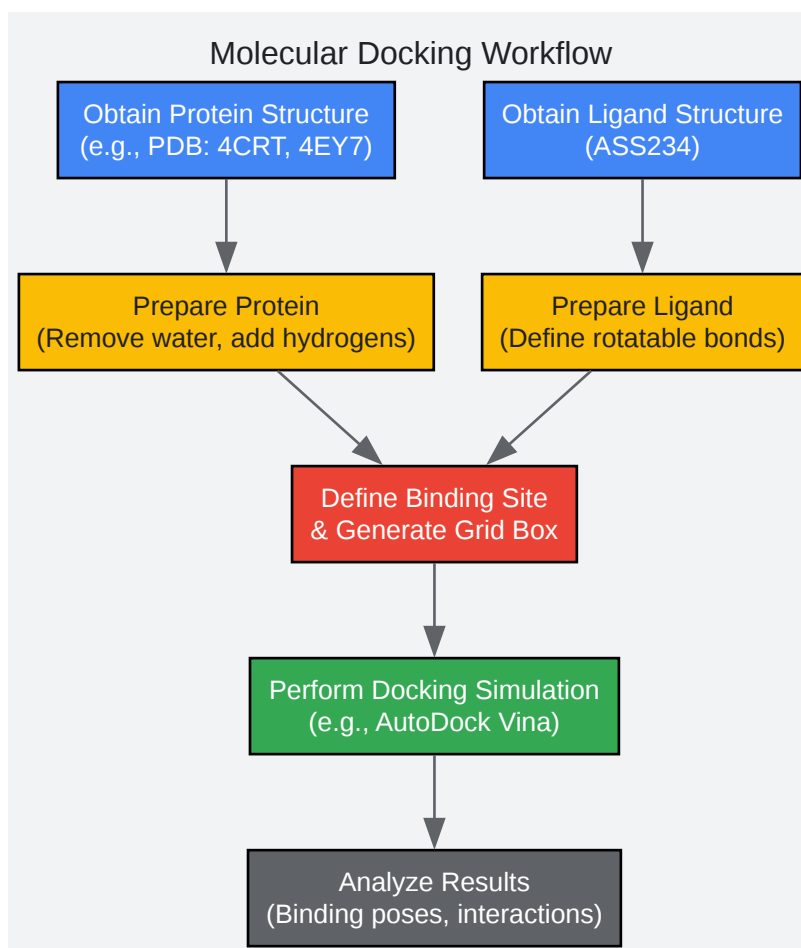 Molecular Docking Workflow
Obtain Protein Structure
(e.g., PDB: 4CRT, 4EY7)
Obtain Ligand Structure
(ASS234)
Prepare Protein
(Remove water, add hydrogens)
Prepare Ligand
(Define rotatable bonds)
Define Binding Site
& Generate Grid Box
Perform Docking Simulation
(e.g., AutoDock Vina)
Analyze Results
(Binding poses, interactions)